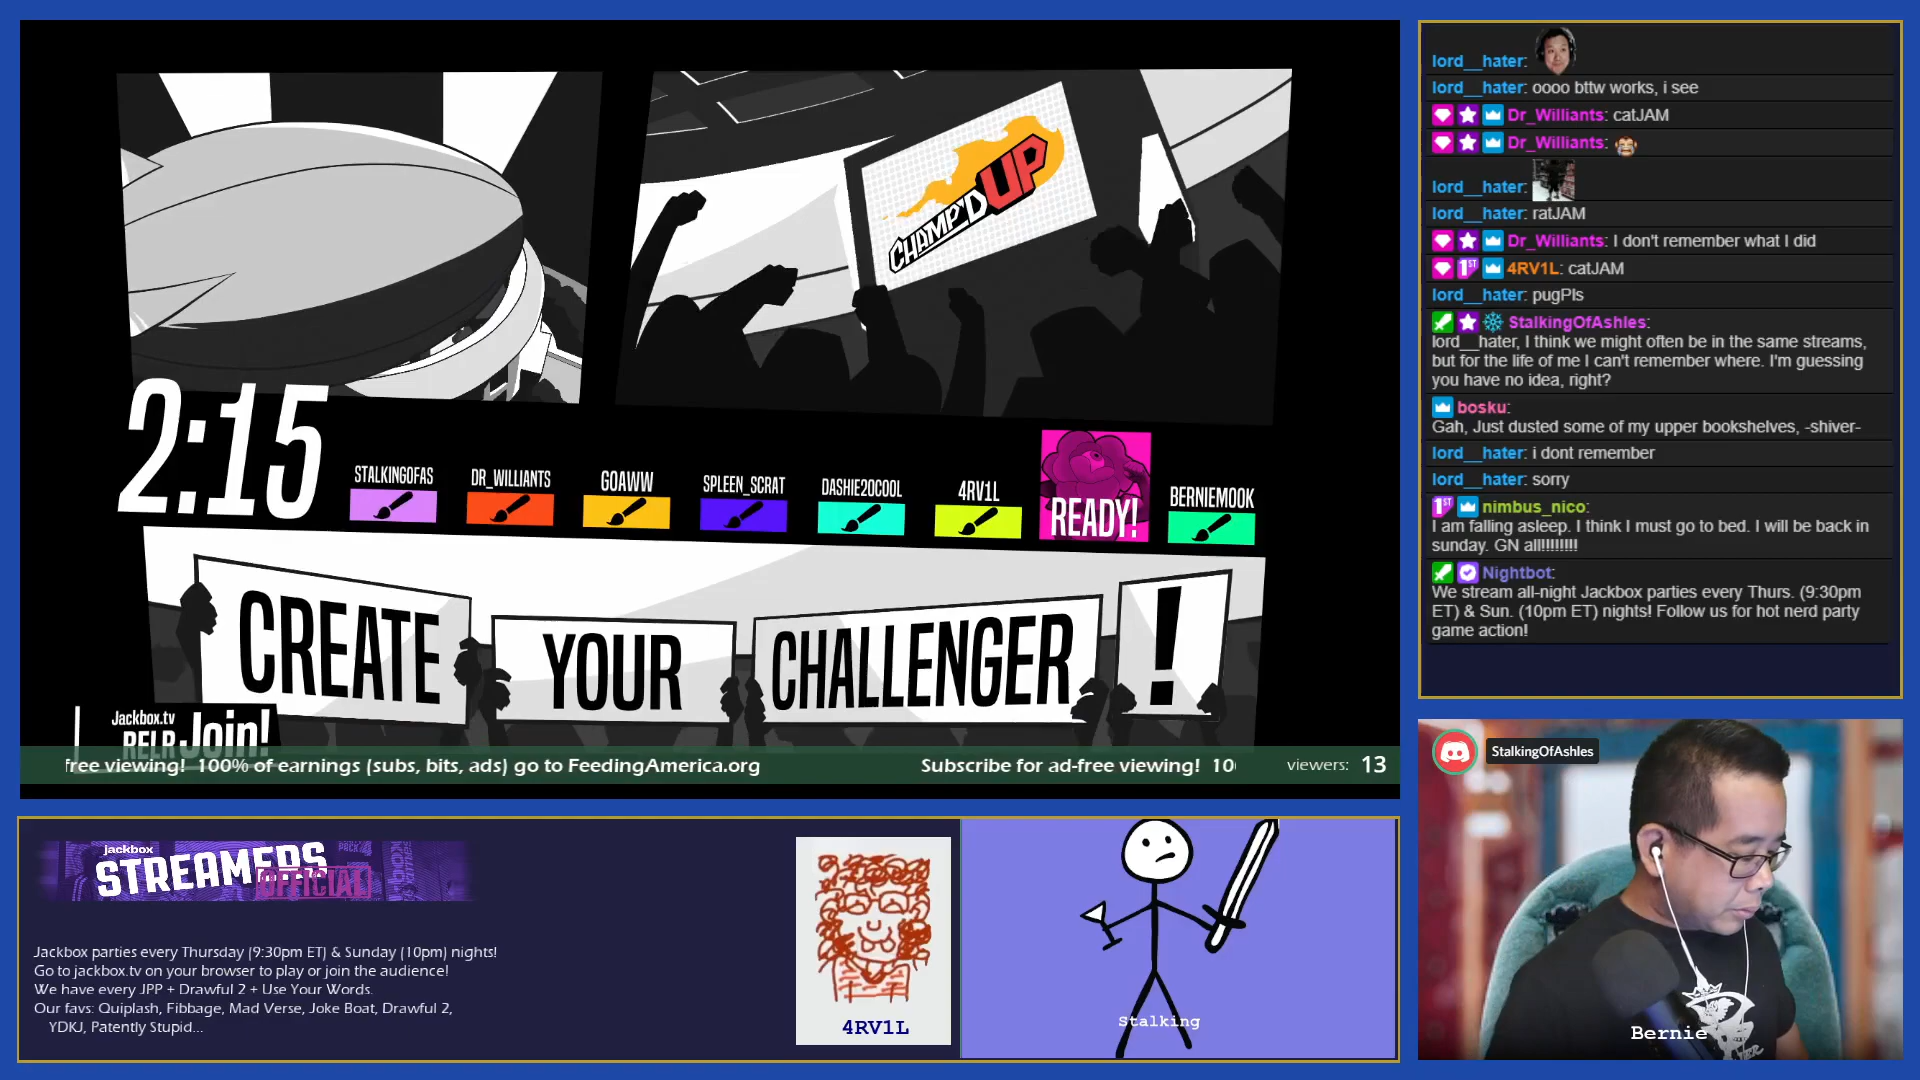 CHAMP'D UP
2:15
STALKINGOFAS
DR_WILLIANTS
GOAWW
SPLEEN_SCRAT
DASHIE20COOL
4RV1L
READY!
BERNIEMOOK
CREATE YOUR CHALLENGER !
Jackbox.tv
RELR Join!
free viewing! 100% of earnings (subs, bits, ads) go to FeedingAmerica.org
Subscribe for ad-free viewing! 10
viewers: 13
jackbox
STREAMERS
OFFICIAL
Jackbox parties every Thursday (9:30pm ET) & Sunday (10pm) nights!
Go to jackbox.tv on your browser to play or join the audience!
We have every JPP + Drawful 2 + Use Your Words.
Our favs: Quiplash, Fibbage, Mad Verse, Joke Boat, Drawful 2,
YDKJ, Patently Stupid...
4RV1L
Stalking
lord__hater:
lord__hater: oooo bttw works, i see
Dr_Williants: catJAM
Dr_Williants:
lord__hater:
lord__hater: ratJAM
Dr_Williants: I don't remember what I did
1ST 4RV1L: catJAM
lord__hater: pugPls
StalkingOfAshles:
lord__hater, I think we might often be in the same streams,
but for the life of me I can't remember where. I'm guessing
you have no idea, right?
bosku:
Gah, Just dusted some of my upper bookshelves, -shiver-
lord__hater: i dont remember
lord__hater: sorry
1ST nimbus_nico:
I am falling asleep. I think I must go to bed. I will be back in
sunday. GN all!!!!!!!!
Nightbot:
We stream all-night Jackbox parties every Thurs. (9:30pm
ET) & Sun. (10pm ET) nights! Follow us for hot nerd party
game action!
StalkingOfAshles
Bernie